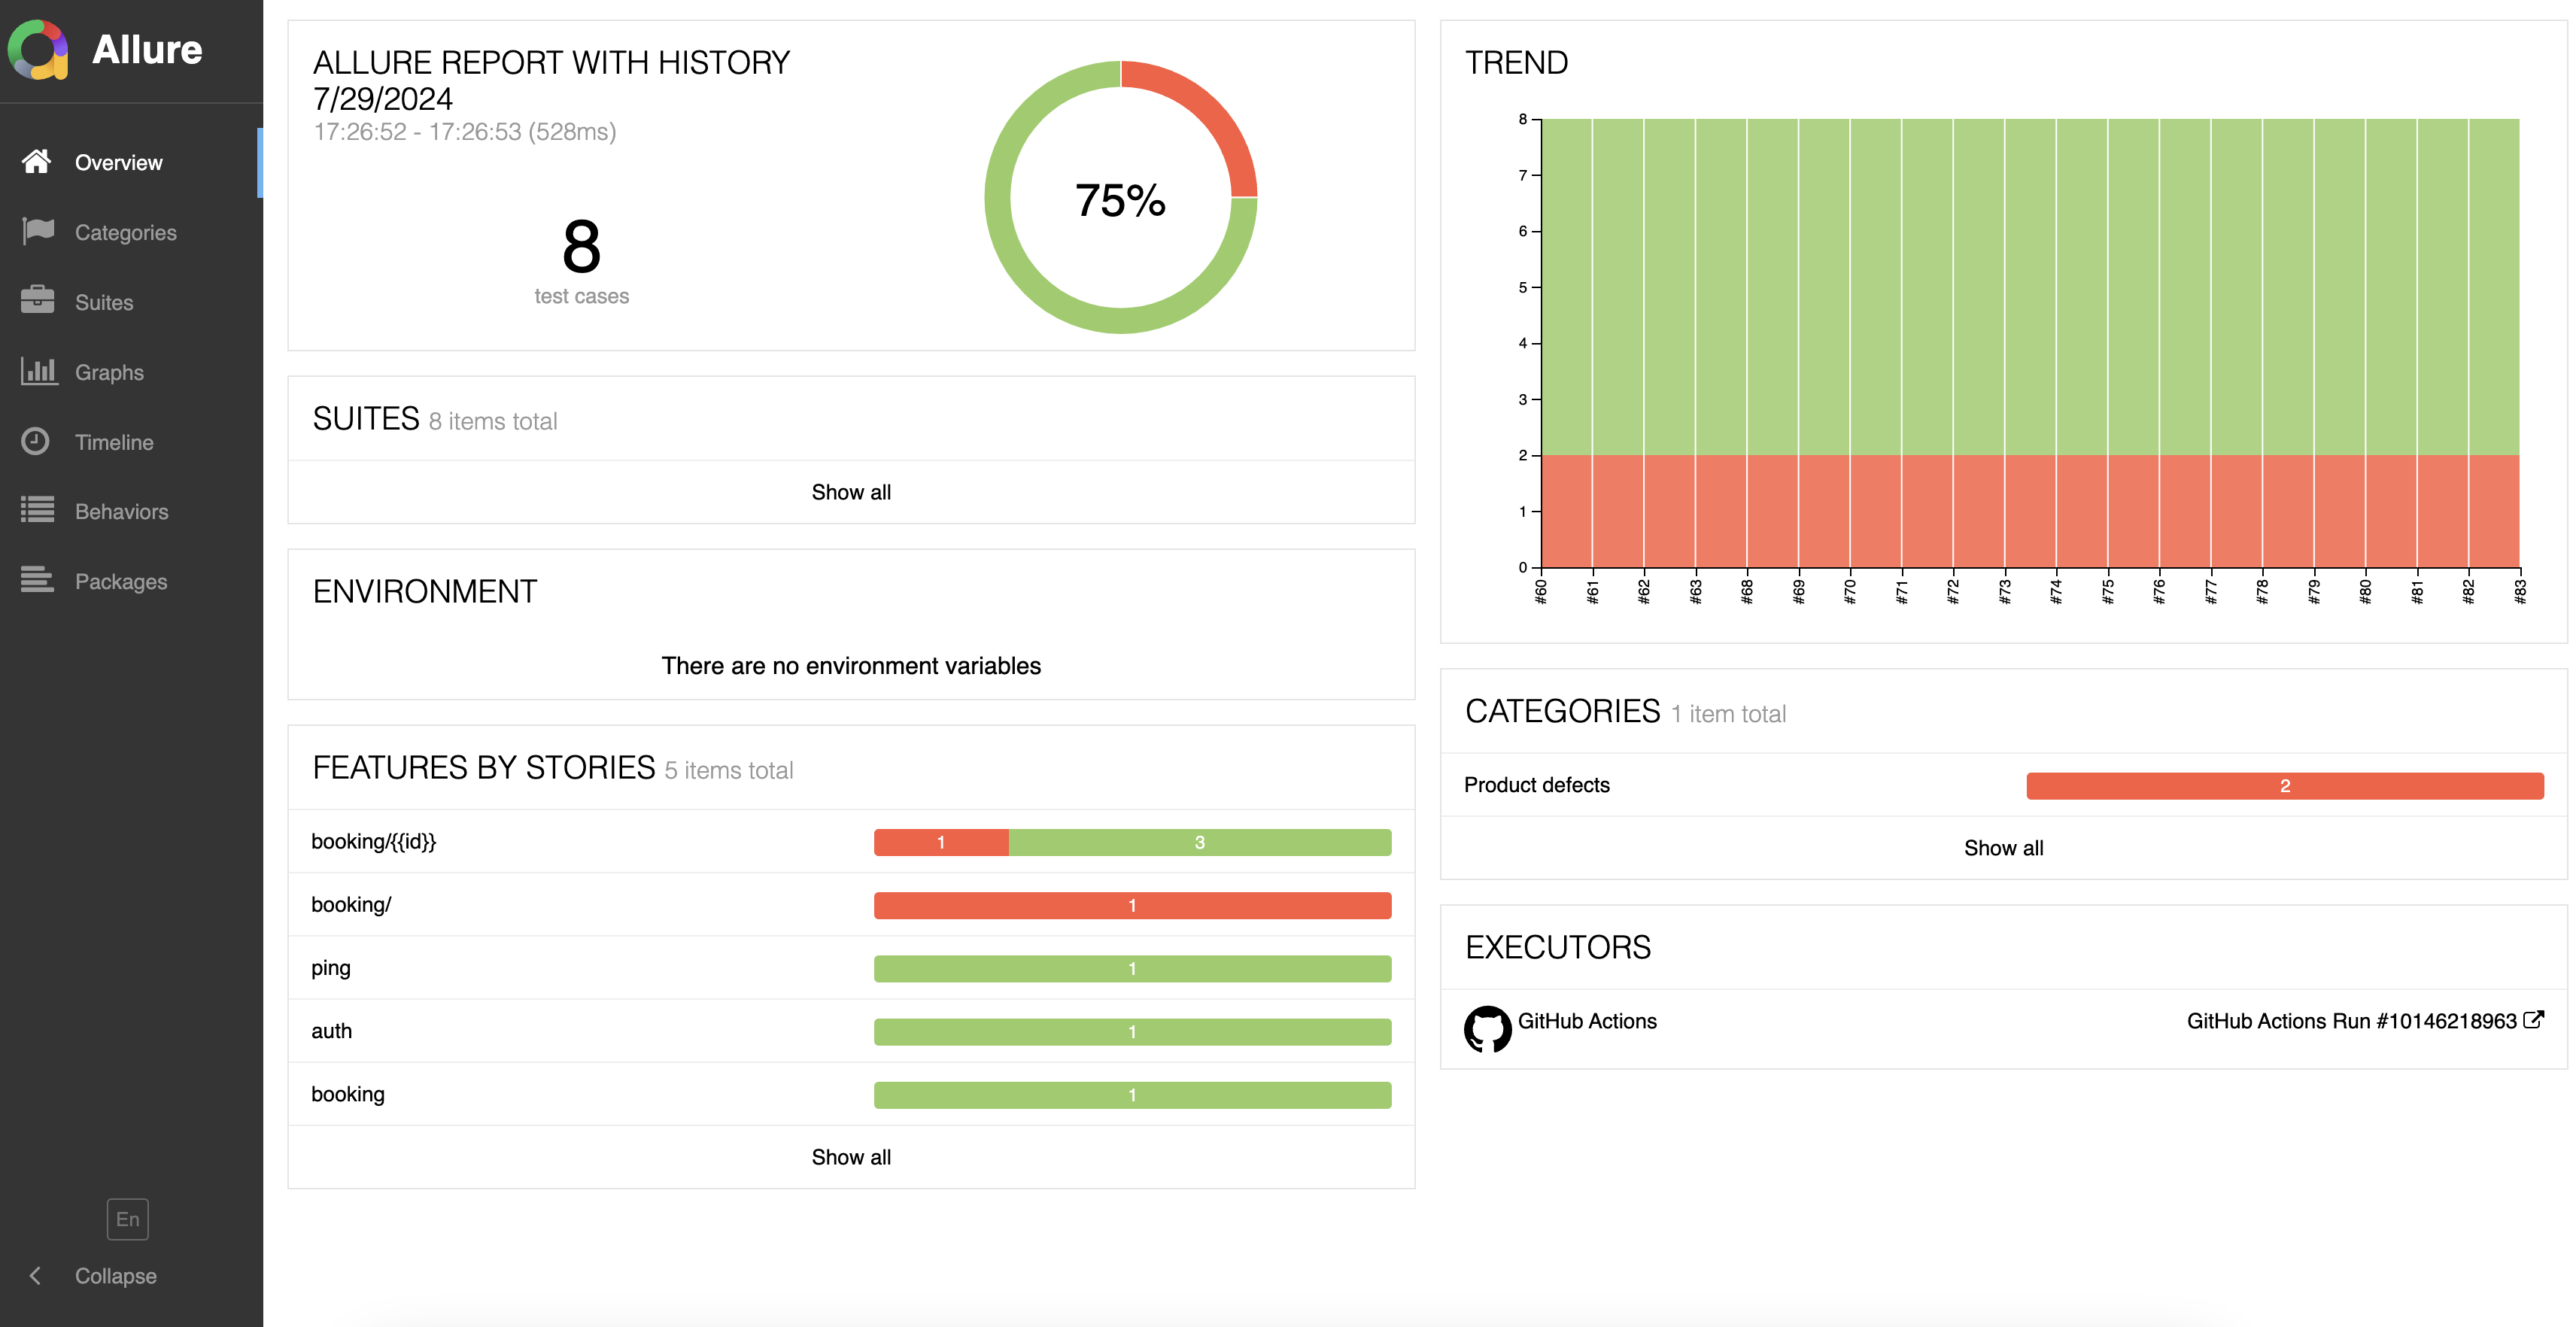 Allure
Overview
Categories
Suites
Graphs
Timeline
Behaviors
Packages
En
Collapse
ALLURE REPORT WITH HISTORY
7/29/2024
17:26:52 - 17:26:53 (528ms)
8
test cases
75%
SUITES 8 items total
Show all
ENVIRONMENT
There are no environment variables
FEATURES BY STORIES 5 items total
booking/{{id}} 1 3
booking/ 1
ping 1
auth 1
booking 1
Show all
TREND
8
7
6
5
4
3
2
1
0
#60 #61 #62 #63 #68 #69 #70 #71 #72 #73 #74 #75 #76 #77 #78 #79 #80 #81 #82 #83
CATEGORIES 1 item total
Product defects 2
Show all
EXECUTORS
GitHub Actions GitHub Actions Run #10146218963